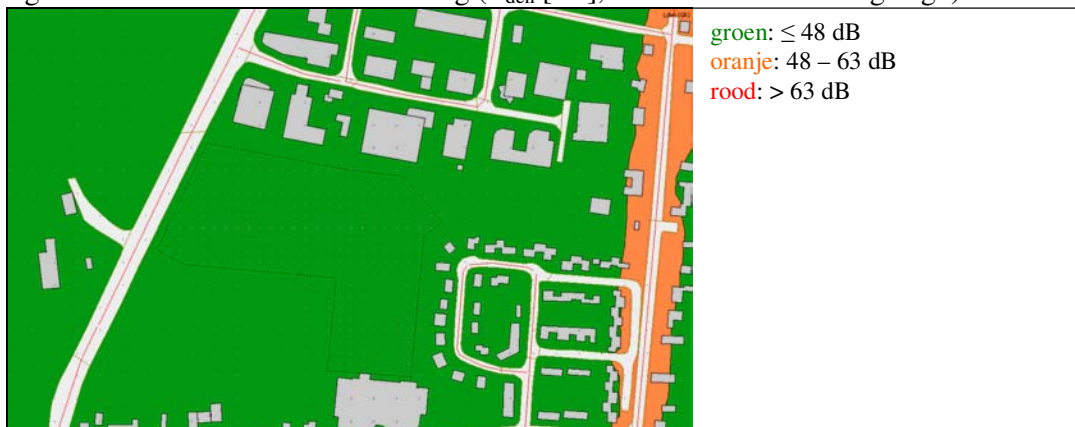 groen: ≤ 48 dB
oranje: 48 – 63 dB
rood: > 63 dB